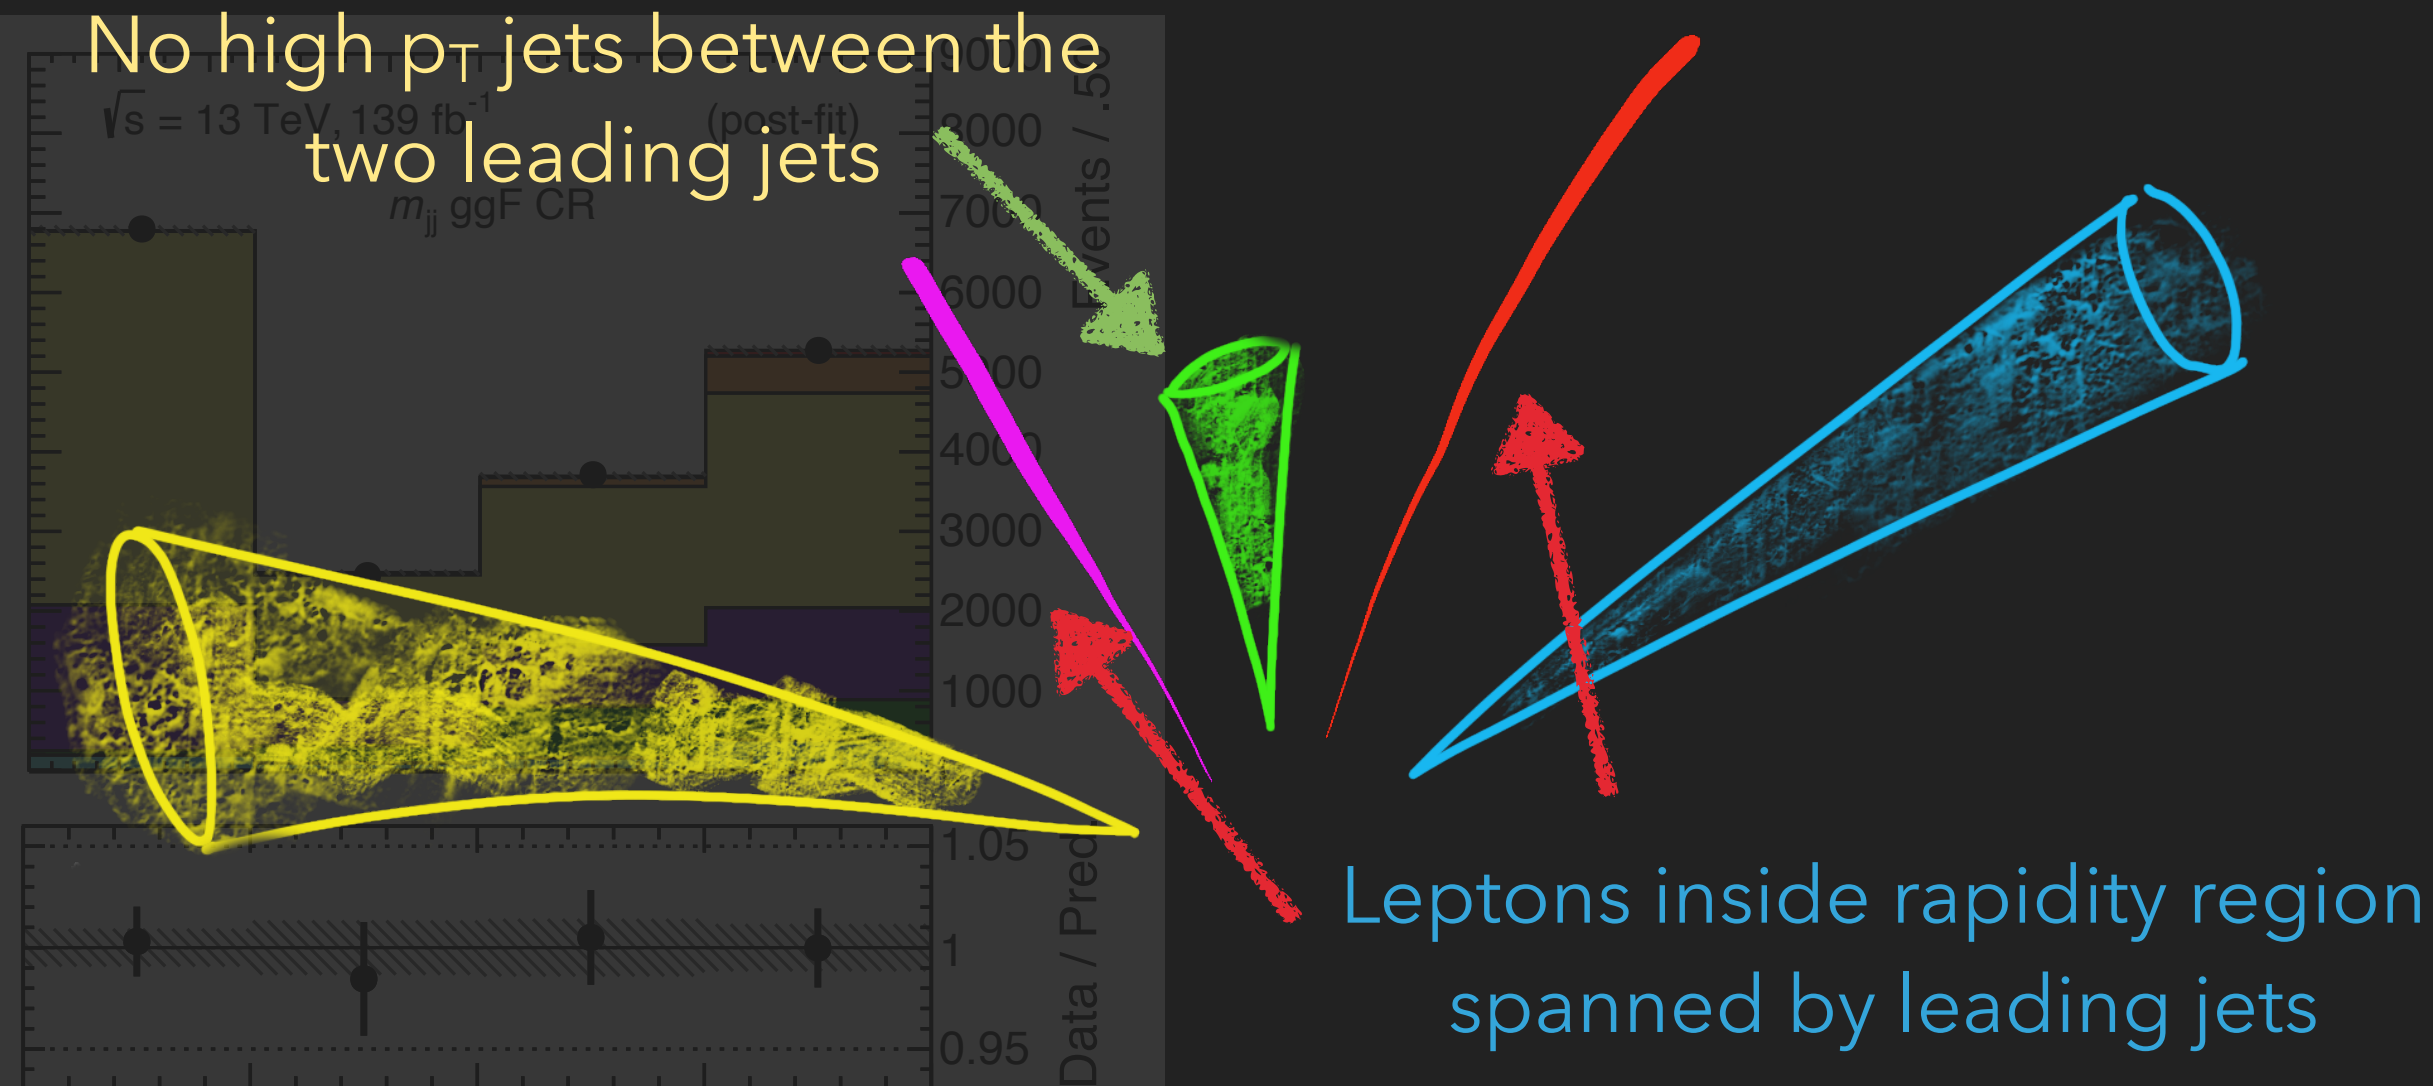 No high pT jets between the
two leading jets
√s = 13 TeV, 139 fb-1
(post-fit)
mjj ggF CR
9000
8000
7000
6000
5000
4000
3000
2000
1000
Events / .5
1.05
1
0.95
Data / Pred
Leptons inside rapidity region
spanned by leading jets